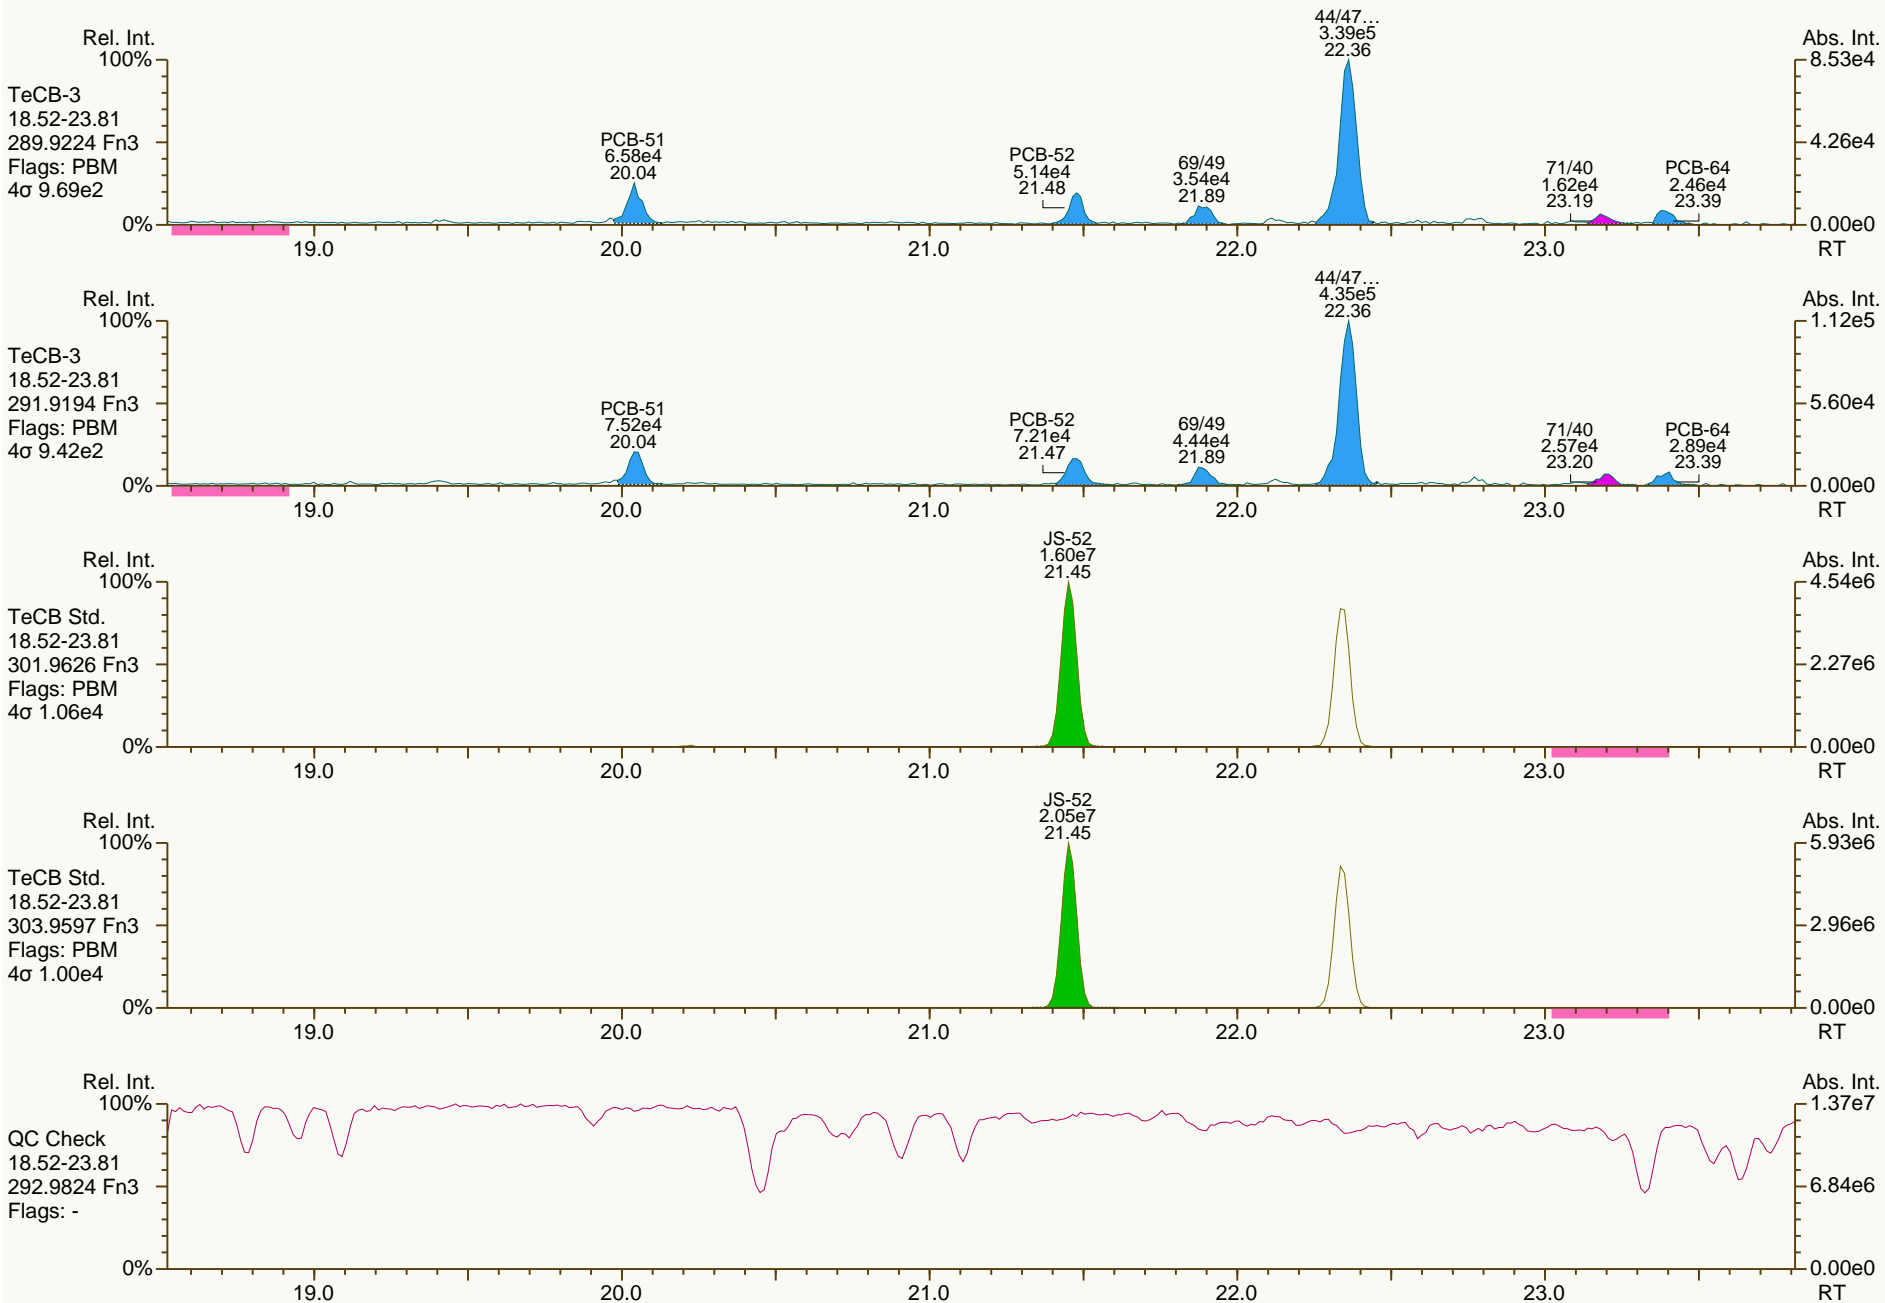 Rel. Int.
100%
0%
TeCB-3
18.52-23.81
289.9224 Fn3
Flags: PBM
4σ 9.69e2
PCB-51
6.58e4
20.04
PCB-52
5.14e4
21.48
69/49
3.54e4
21.89
44/47...
3.39e5
22.36
71/40
1.62e4
23.19
PCB-64
2.46e4
23.39
Abs. Int.
8.53e4
4.26e4
0.00e0
19.0 20.0 21.0 22.0 23.0 RT
Rel. Int.
100%
0%
TeCB-3
18.52-23.81
291.9194 Fn3
Flags: PBM
4σ 9.42e2
PCB-51
7.52e4
20.04
PCB-52
7.21e4
21.47
69/49
4.44e4
21.89
44/47...
4.35e5
22.36
71/40
2.57e4
23.20
PCB-64
2.89e4
23.39
Abs. Int.
1.12e5
5.60e4
0.00e0
19.0 20.0 21.0 22.0 23.0 RT
Rel. Int.
100%
0%
TeCB Std.
18.52-23.81
301.9626 Fn3
Flags: PBM
4σ 1.06e4
JS-52
1.60e7
21.45
Abs. Int.
4.54e6
2.27e6
0.00e0
19.0 20.0 21.0 22.0 23.0 RT
Rel. Int.
100%
0%
TeCB Std.
18.52-23.81
303.9597 Fn3
Flags: PBM
4σ 1.00e4
JS-52
2.05e7
21.45
Abs. Int.
5.93e6
2.96e6
0.00e0
19.0 20.0 21.0 22.0 23.0 RT
Rel. Int.
100%
0%
QC Check
18.52-23.81
292.9824 Fn3
Flags: -
Abs. Int.
1.37e7
6.84e6
0.00e0
19.0 20.0 21.0 22.0 23.0 RT